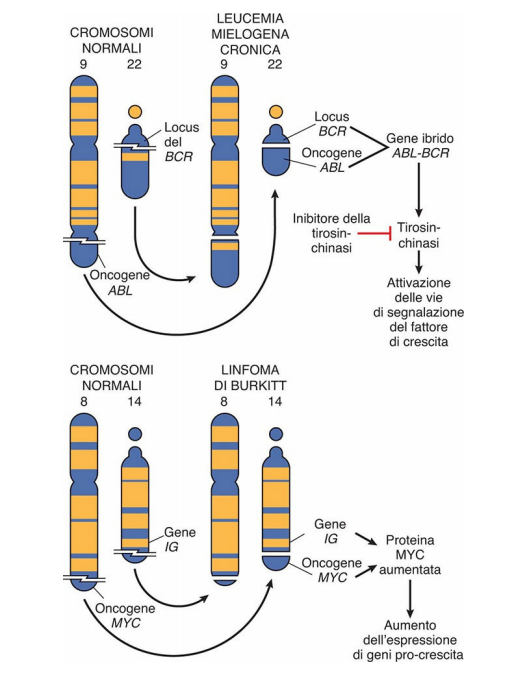 CROMOSOMI
NORMALI
9
22
LEUCEMIA
MIELOGENA
CRONICA
9
22
Locus
del
BCR
Oncogene
ABL
Locus
BCR
Oncogene
ABL
Gene ibrido
ABL-BCR
Inibitore della
tirosin-
chinasi
Tirosin-
chinasi
Attivazione
delle vie
di segnalazione
del fattore
di crescita
CROMOSOMI
NORMALI
8
14
LINFOMA
DI BURKITT
8
14
Gene
IG
Oncogene
MYC
Gene
IG
Oncogene
MYC
Proteina
MYC
aumentata
Aumento
dell'espressione
di geni pro-crescita